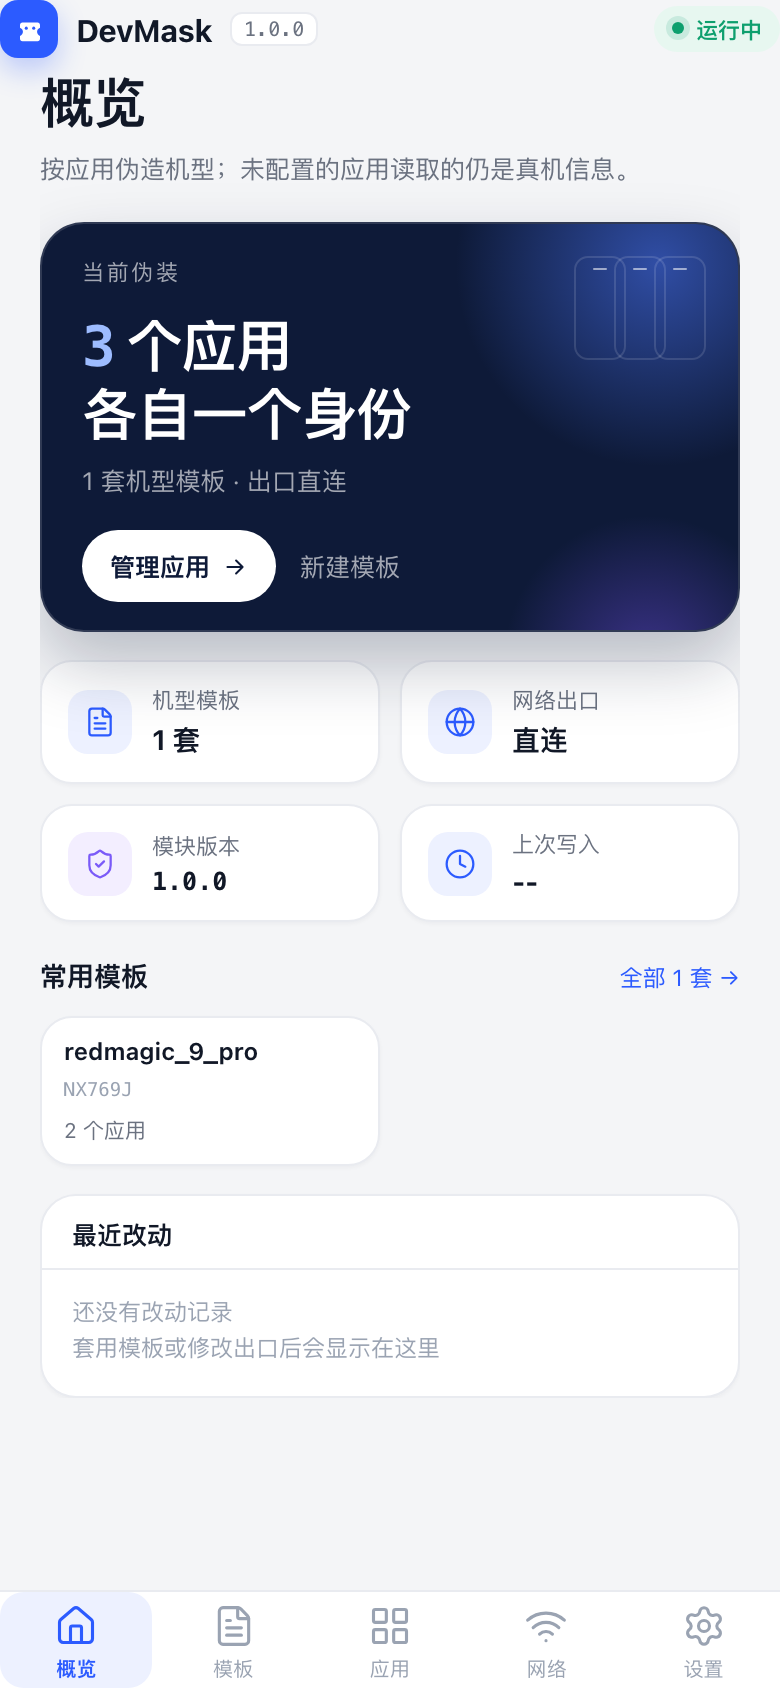 DevMask 1.0.0 运行中
概览
按应用伪造机型；未配置的应用读取的仍是真机信息。
当前伪装
3 个应用
各自一个身份
1 套机型模板 · 出口直连
管理应用 → 新建模板
机型模板
1 套
网络出口
直连
模块版本
1.0.0
上次写入
--
常用模板 全部 1 套 →
redmagic_9_pro
NX769J
2 个应用
最近改动
还没有改动记录
套用模板或修改出口后会显示在这里
概览 模板 应用 网络 设置